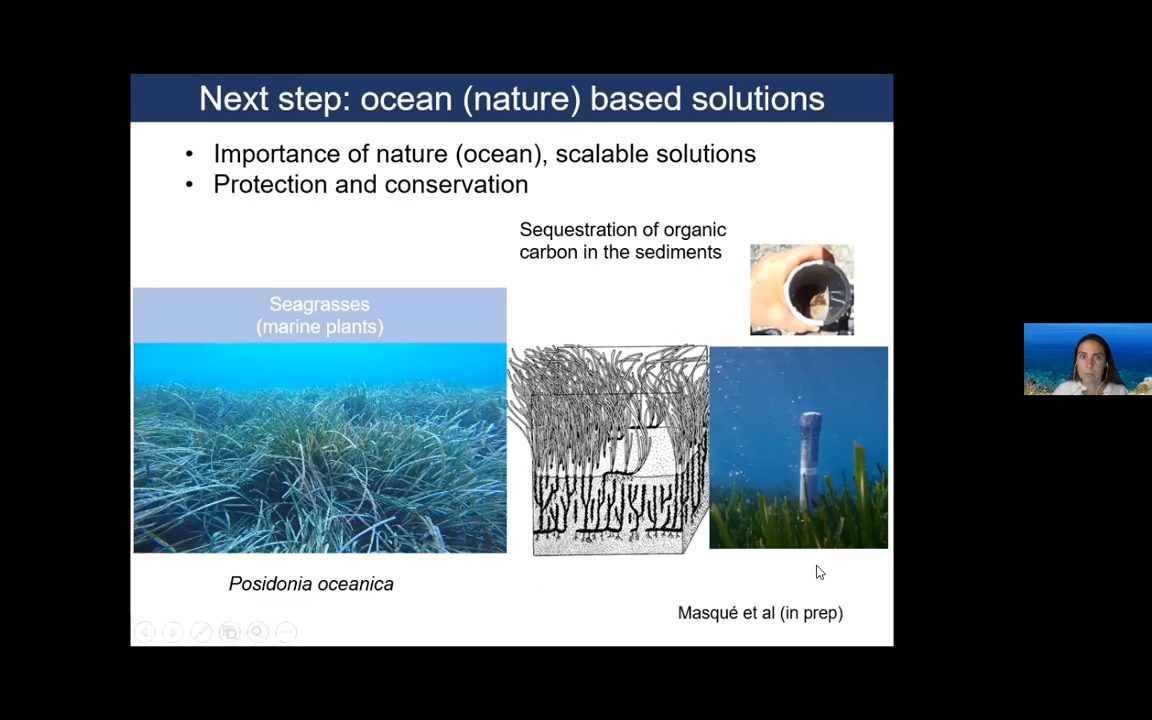 Next step: ocean (nature) based solutions
• Importance of nature (ocean), scalable solutions
• Protection and conservation
Sequestration of organic
carbon in the sediments
Seagrasses
(marine plants)
Posidonia oceanica
Masqué et al (in prep)